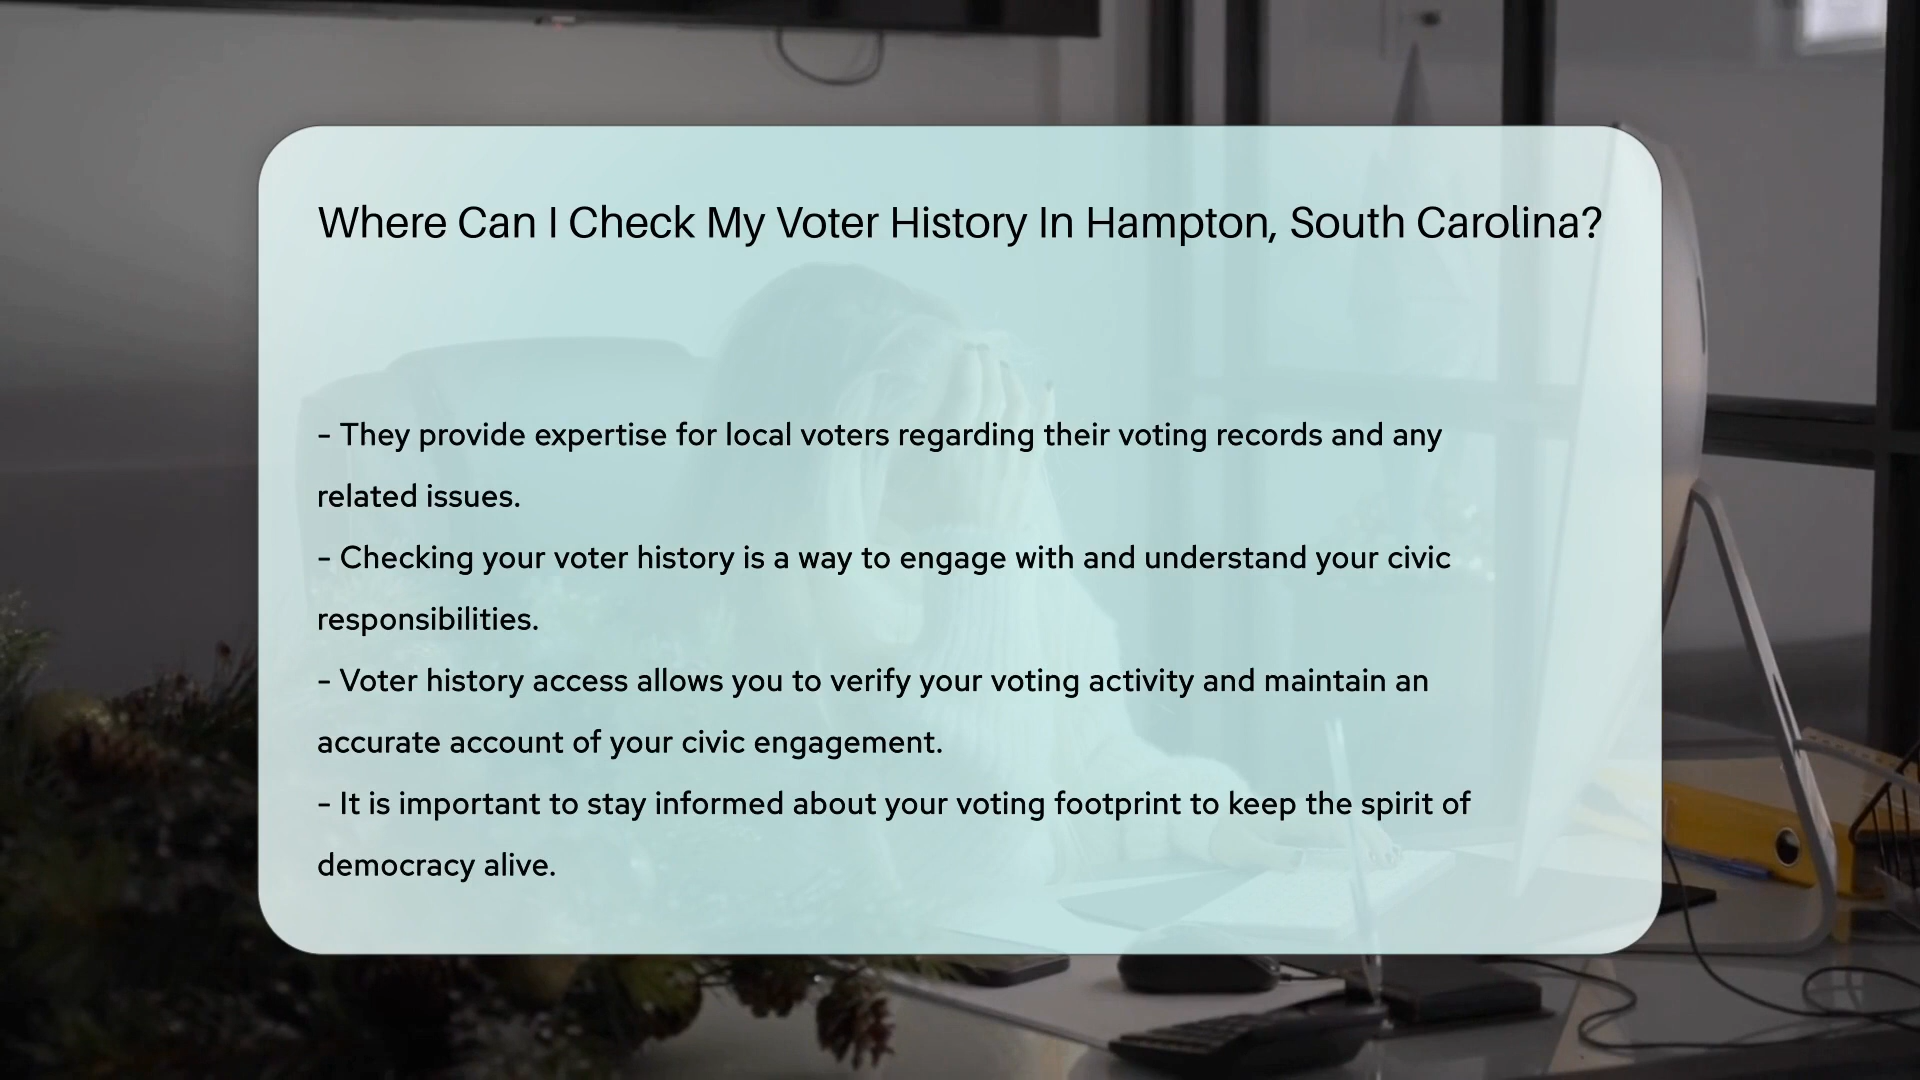 Where Can I Check My Voter History In Hampton, South Carolina?
- They provide expertise for local voters regarding their voting records and any
related issues.
- Checking your voter history is a way to engage with and understand your civic
responsibilities.
- Voter history access allows you to verify your voting activity and maintain an
accurate account of your civic engagement.
- It is important to stay informed about your voting footprint to keep the spirit of
democracy alive.